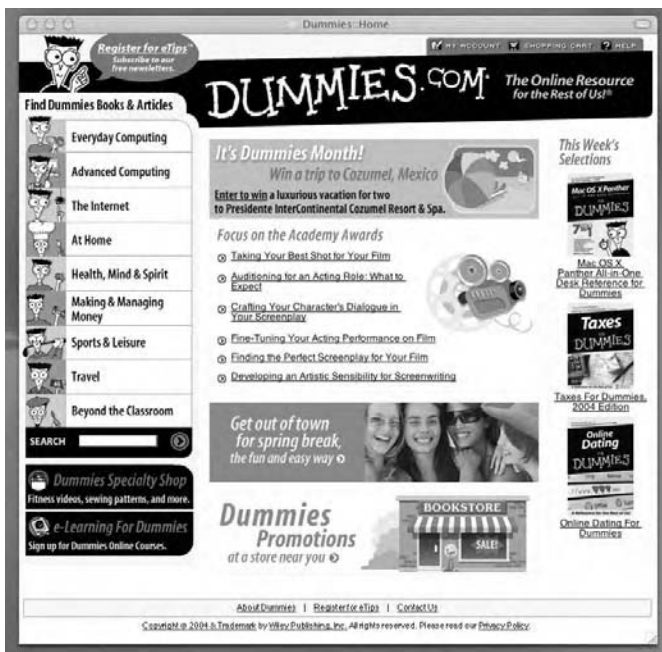 Dummies::Home
Register for eTips™
Subscribe to our
free newsletters.
MY ACCOUNT SHOPPING CART ? HELP
DUMMIES.COM®
The Online Resource
for the Rest of Us!®
Find Dummies Books & Articles
Everyday Computing
Advanced Computing
The Internet
At Home
Health, Mind & Spirit
Making & Managing
Money
Sports & Leisure
Travel
Beyond the Classroom
SEARCH
Dummies Specialty Shop
Fitness videos, sewing patterns, and more.
e-Learning For Dummies
Sign up for Dummies Online Courses.
It's Dummies Month!
Win a trip to Cozumel, Mexico
Enter to win a luxurious vacation for two
to Presidente InterContinental Cozumel Resort & Spa.
Focus on the Academy Awards
Taking Your Best Shot for Your Film
Auditioning for an Acting Role: What to
Expect
Crafting Your Character's Dialogue in
Your Screenplay
Fine-Tuning Your Acting Performance on Film
Finding the Perfect Screenplay for Your Film
Developing an Artistic Sensibility for Screenwriting
Get out of town
for spring break,
the fun and easy way
Dummies
Promotions
at a store near you
BOOKSTORE
SALE!
This Week's
Selections
Mac OS X Panther
DUMMIES
Mac OS X
Panther All-in-One
Desk Reference for
Dummies
Taxes
DUMMIES
Taxes For Dummies,
2004 Edition
Online
Dating
DUMMIES
Online Dating For
Dummies
About Dummies | Register for eTips | Contact Us
Copyright © 2004 & Trademark by Wiley Publishing, Inc. All rights reserved. Please read our Privacy Policy.